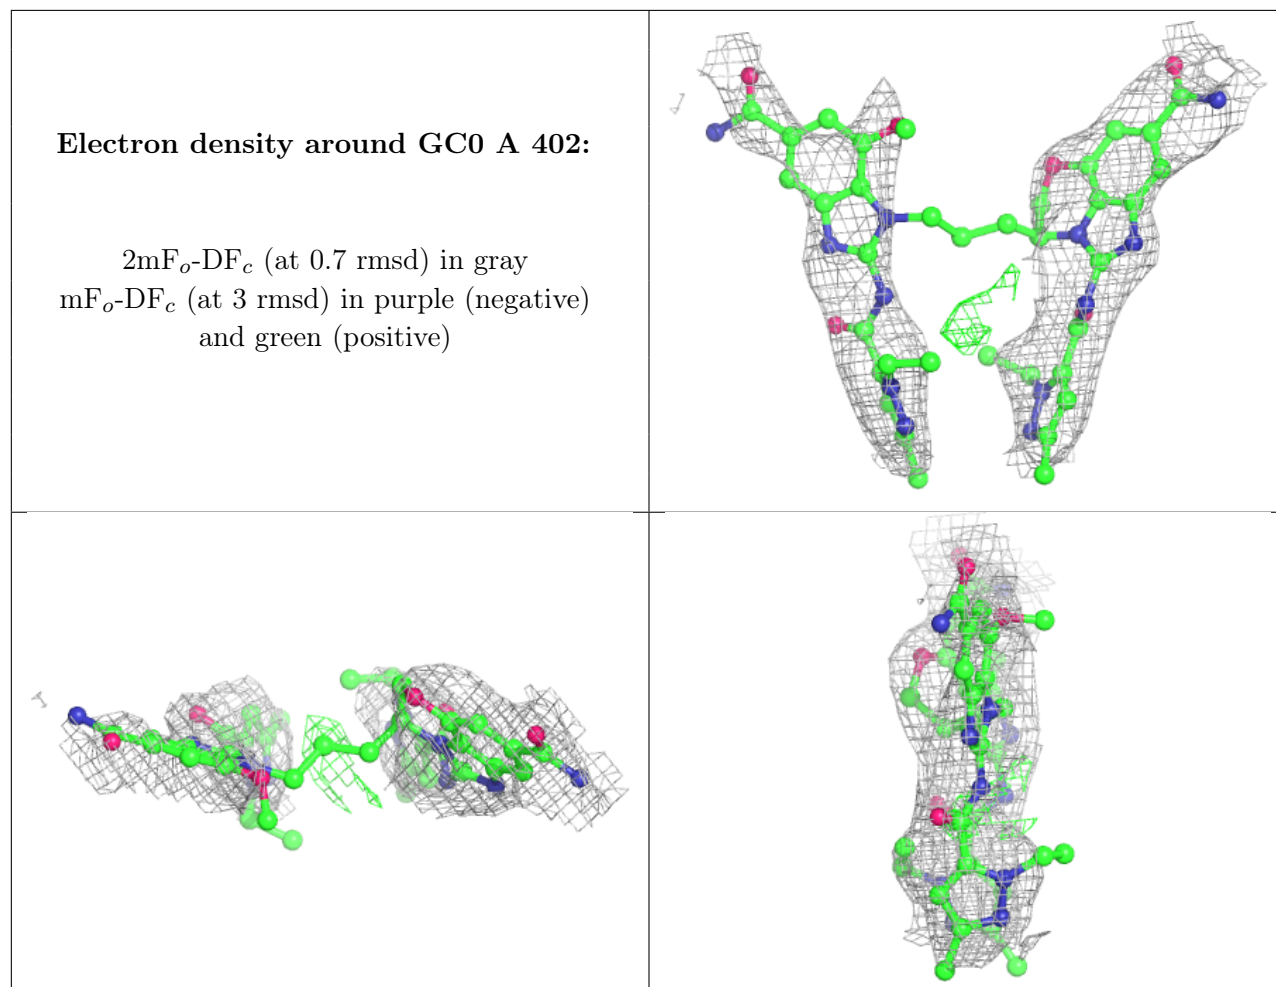 Electron density around GC0 A 402:
2mFo-DFc (at 0.7 rmsd) in gray
mFo-DFc (at 3 rmsd) in purple (negative)
and green (positive)